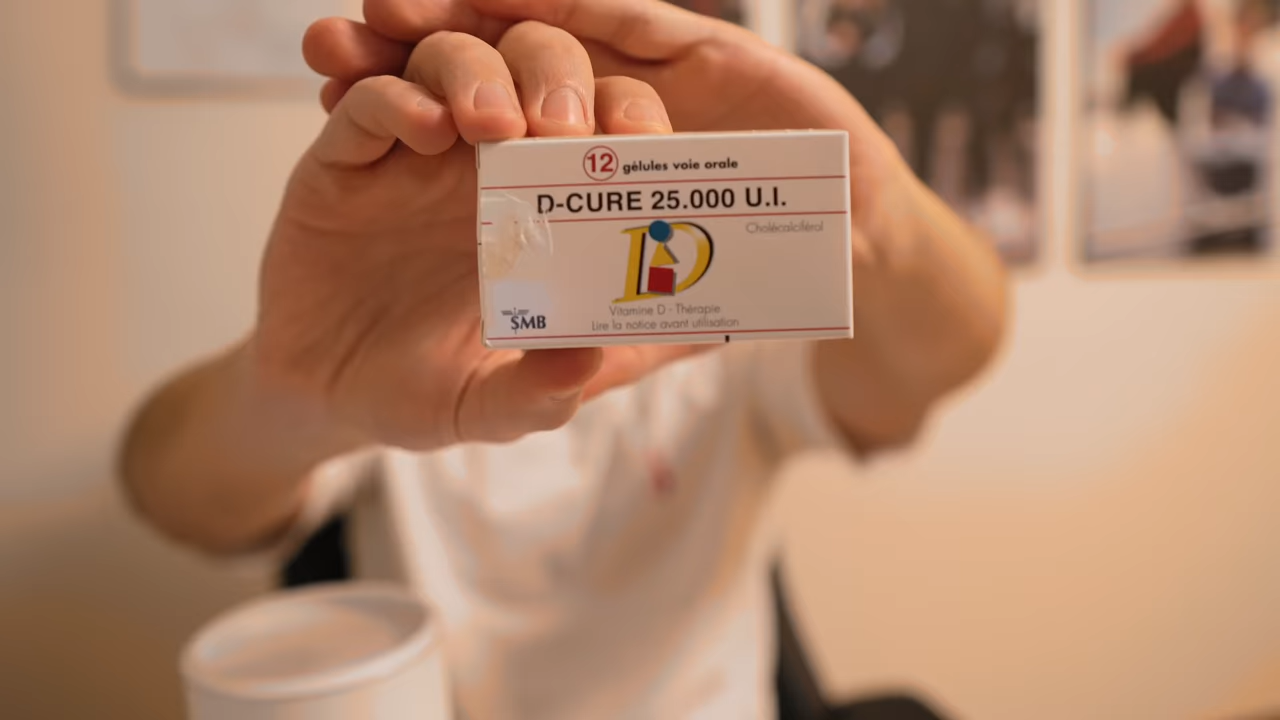 12 gélules voie orale
D-CURE 25.000 U.I.
Cholécalciférol
D
Vitamine D - Thérapie
Lire la notice avant utilisation
SMB